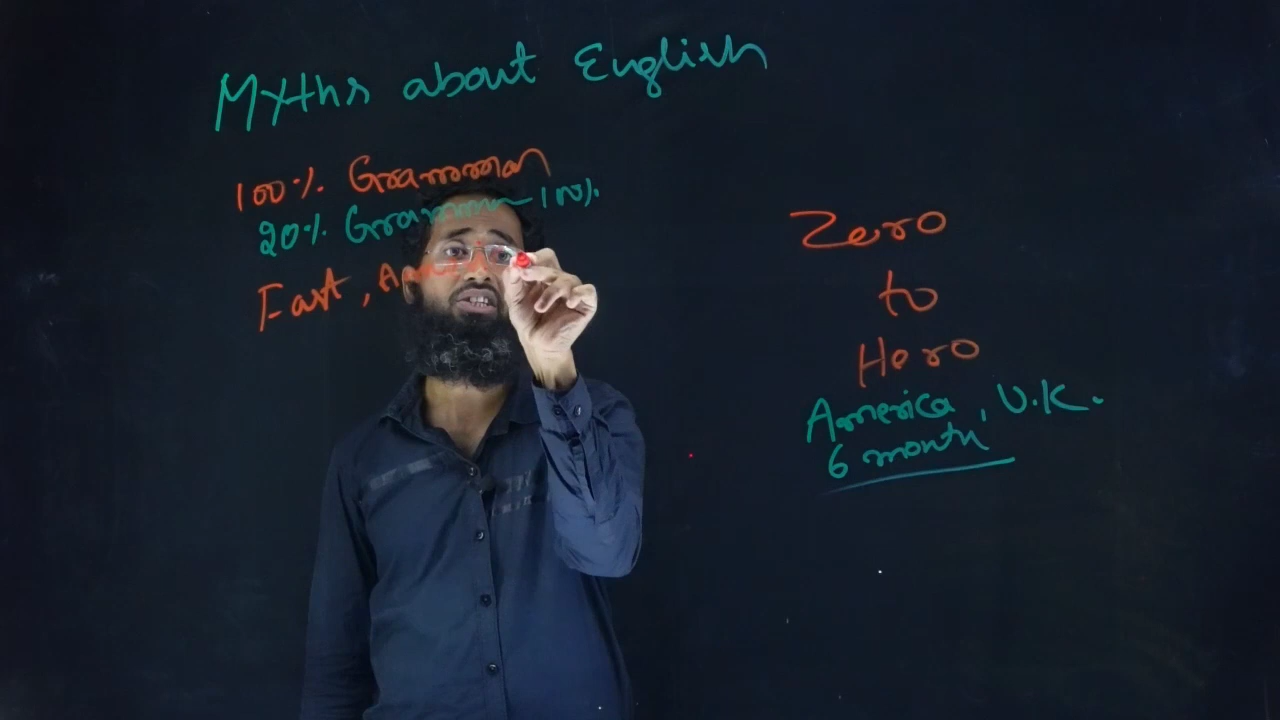 Myths about English
100% Grammar
20% Grammar 100%
Fast,
Zero
to
Hero
America, U.K.
6 month